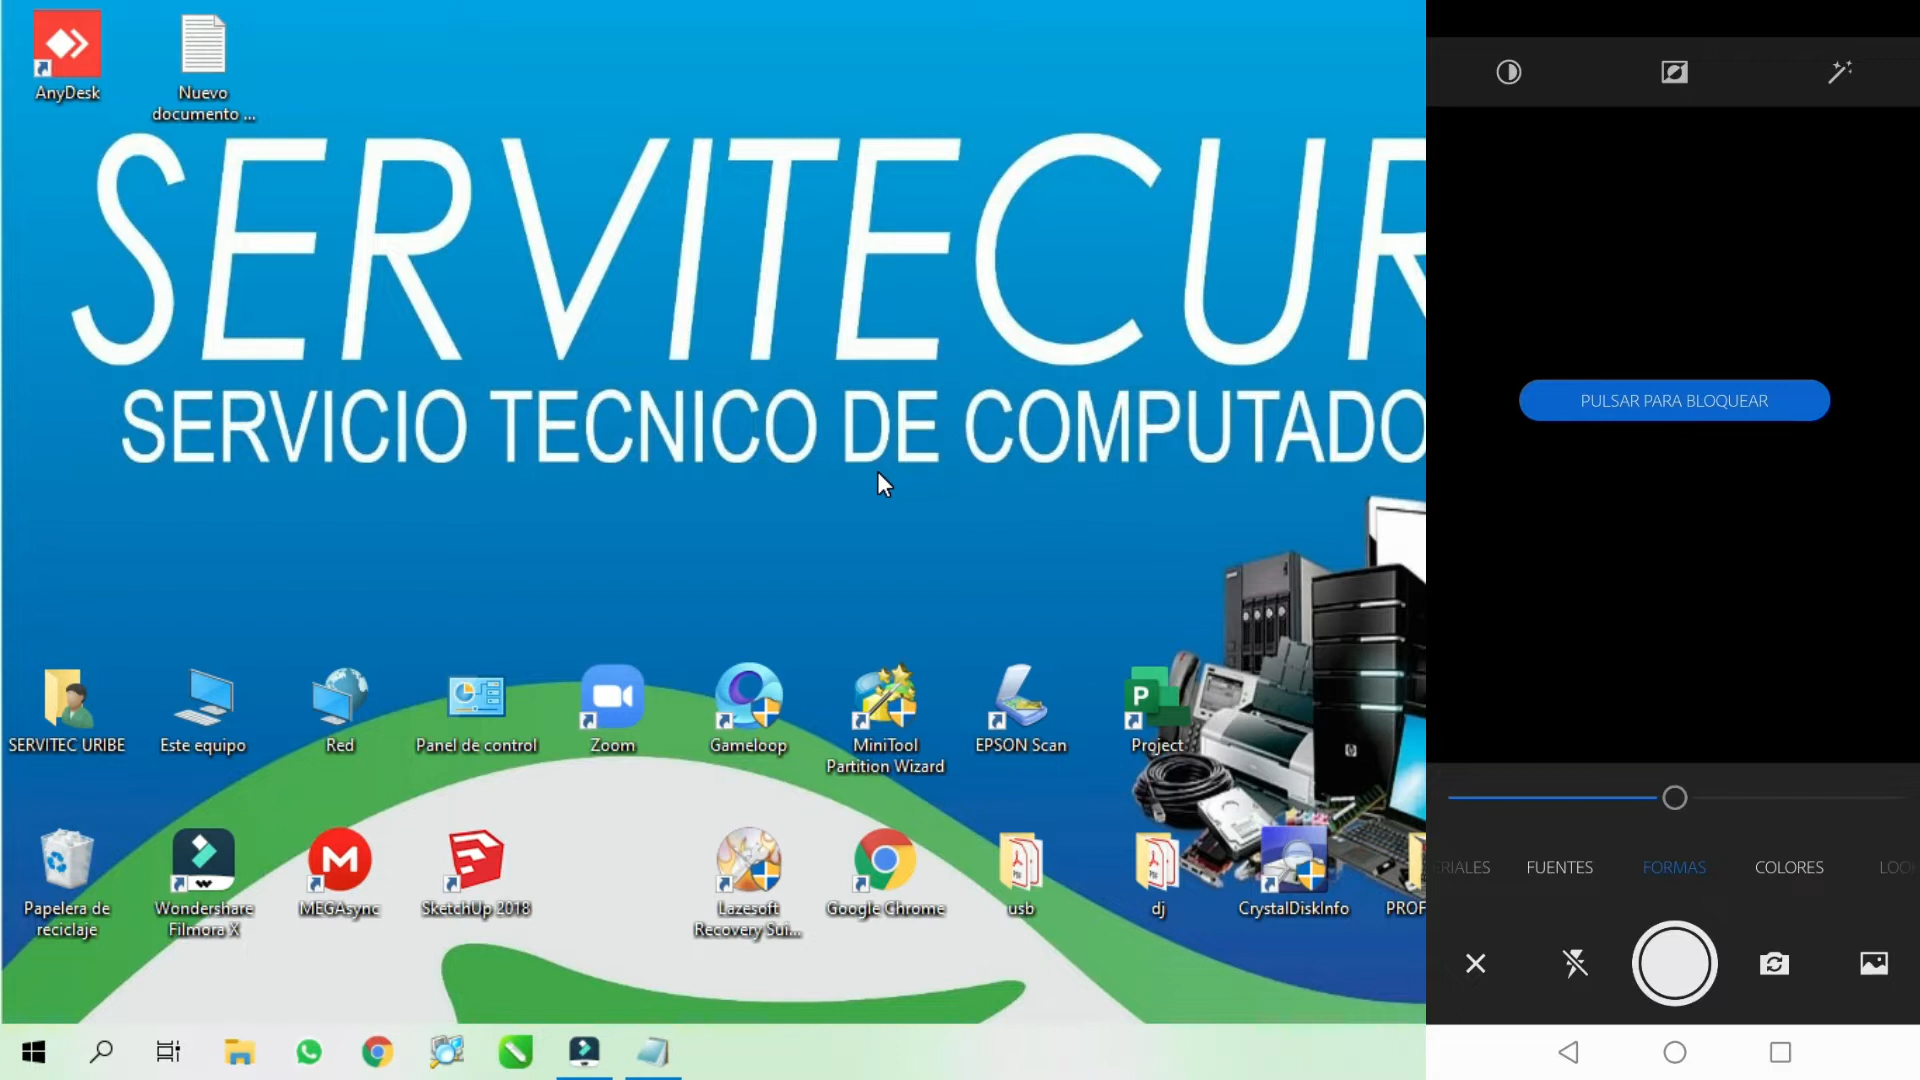 AnyDesk
Nuevo
documento ...
SERVITECUR
SERVICIO TECNICO DE COMPUTADO
PULSAR PARA BLOQUEAR
SERVITEC URIBE
Este equipo
Red
Panel de control
Zoom
Gameloop
MiniTool
Partition Wizard
EPSON Scan
Project
Papelera de
reciclaje
Wondershare
Filmora X
MEGAsync
SketchUp 2018
Lazesoft
Recovery Sui...
Google Chrome
usb
dj
CrystalDiskInfo
PROF
ERIALES
FUENTES
FORMAS
COLORES
LOO